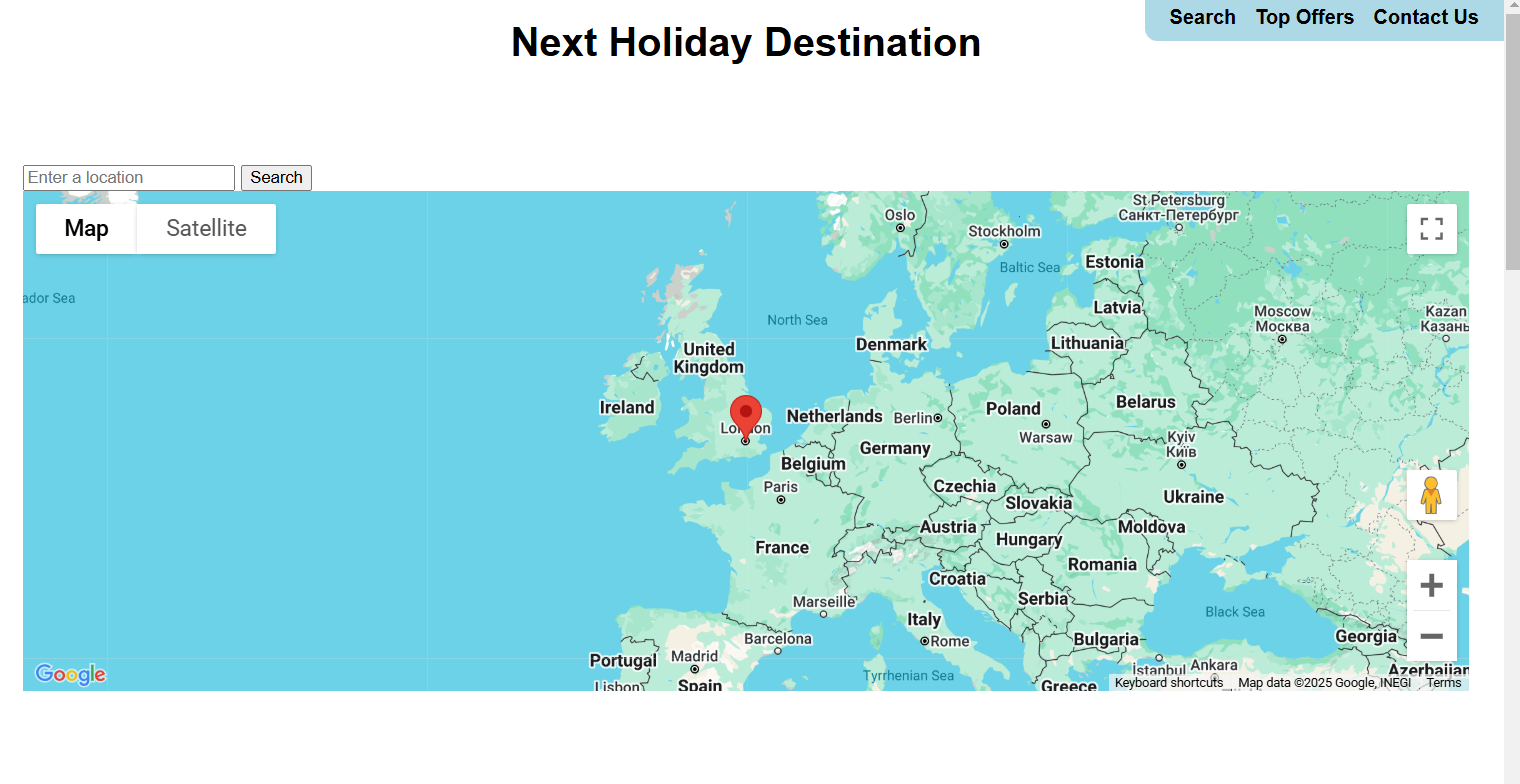 Search Top Offers Contact Us
Next Holiday Destination
Enter a location Search
Map Satellite
St Petersburg
Санкт-Петербург
Oslo
Stockholm
Baltic Sea
Estonia
ador Sea
Latvia
Moscow
Москва
Kazan
Казань
North Sea
United
Kingdom
Denmark
Lithuania
Ireland
London
Netherlands
Berlin
Poland
Belarus
Warsaw
Germany
Kyiv
Київ
Belgium
Paris
Czechia
Slovakia
Ukraine
Austria
Moldova
France
Hungary
Romania
Croatia
Marseille
Serbia
Italy
Black Sea
Barcelona
Rome
Bulgaria
Georgia
Portugal
Madrid
İstanbul
Ankara
Azerbaijan
Google
Tyrrhenian Sea
Lisbon
Spain
Greece
Keyboard shortcuts Map data ©2025 Google, INEGI Terms